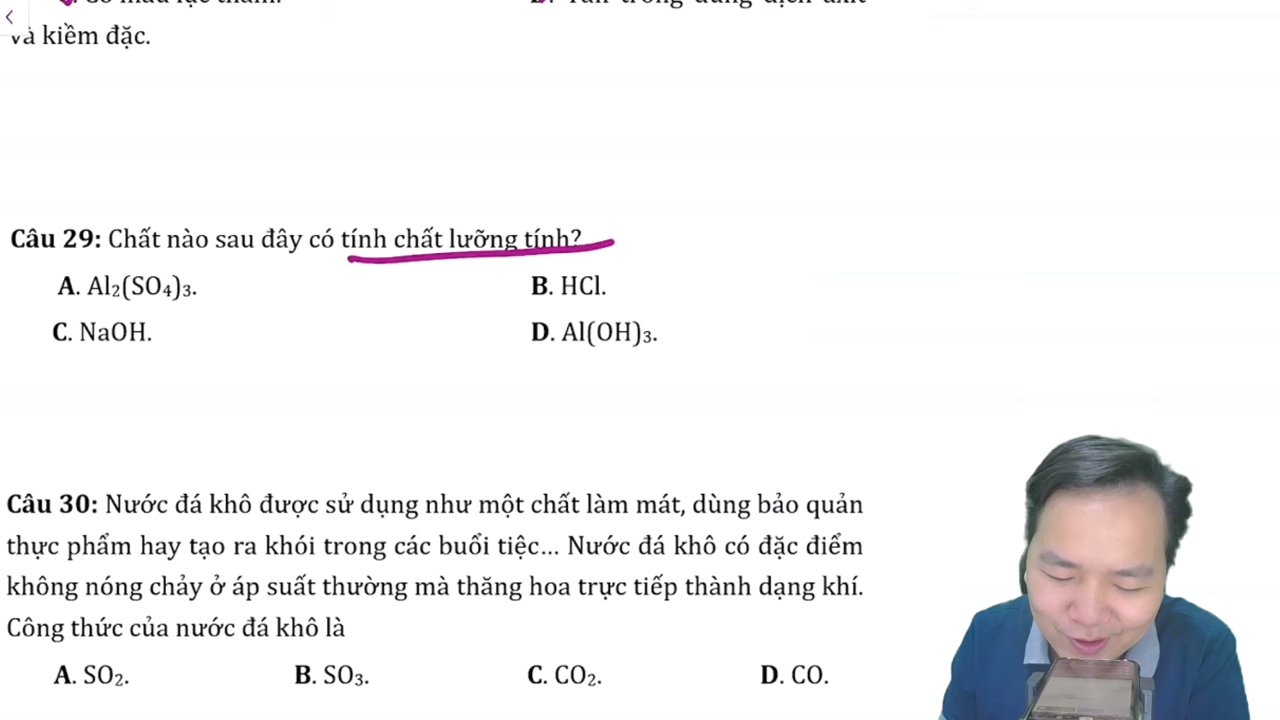 và kiềm đặc.
Câu 29: Chất nào sau đây có tính chất lưỡng tính?
A. Al₂(SO₄)₃. B. HCl.
C. NaOH. D. Al(OH)₃.
Câu 30: Nước đá khô được sử dụng như một chất làm mát, dùng bảo quản
thực phẩm hay tạo ra khói trong các buổi tiệc... Nước đá khô có đặc điểm
không nóng chảy ở áp suất thường mà thăng hoa trực tiếp thành dạng khí.
Công thức của nước đá khô là
A. SO₂. B. SO₃. C. CO₂. D. CO.